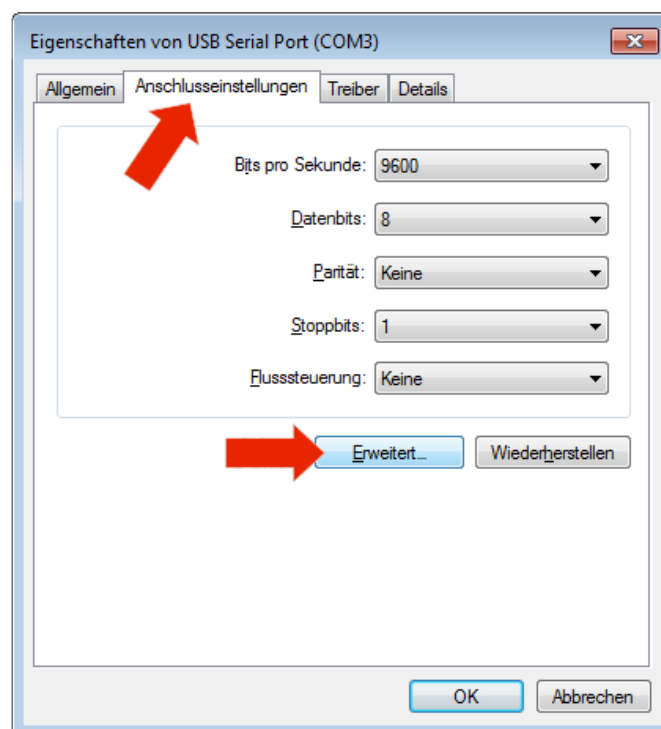 Eigenschaften von USB Serial Port (COM3)
Allgemein Anschlusseinstellungen Treiber Details
Bits pro Sekunde: 9600
Datenbits: 8
Parität: Keine
Stoppbits: 1
Flusssteuerung: Keine
Erweitert... Wiederherstellen
OK Abbrechen